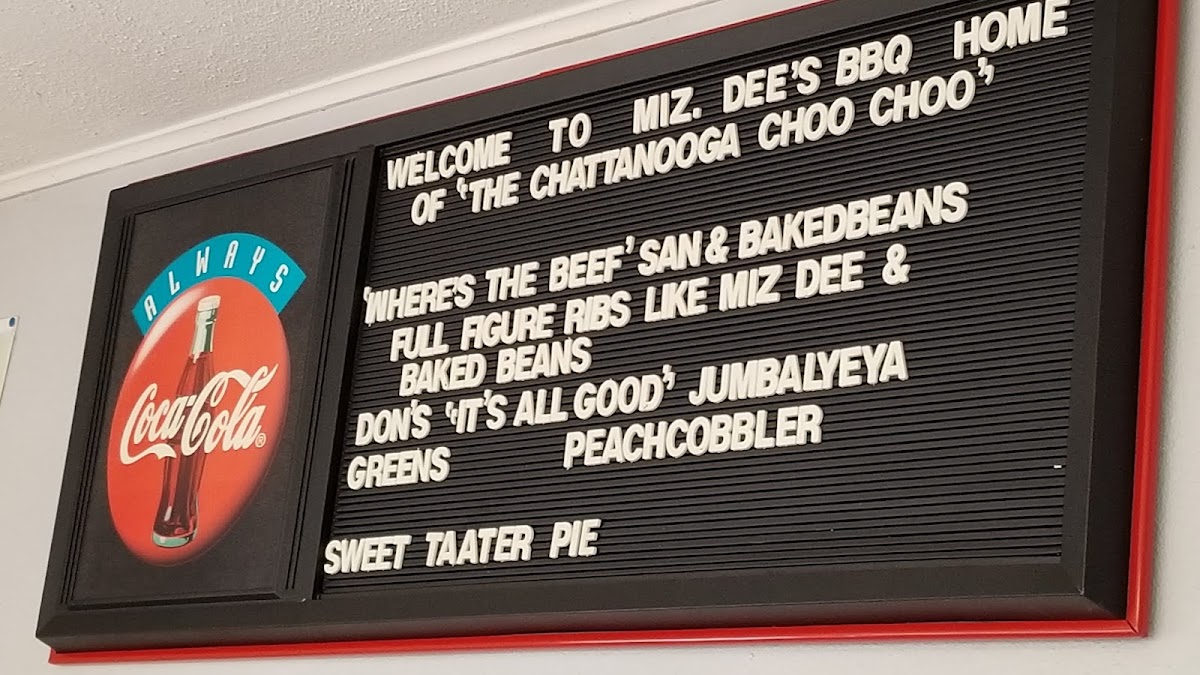 WELCOME TO MIZ. DEE'S BBQ HOME
OF "THE CHATTANOOGA CHOO CHOO",
'WHERE'S THE BEEF' SAN & BAKEDBEANS
FULL FIGURE RIBS LIKE MIZ DEE &
BAKED BEANS
DON'S "IT'S ALL GOOD", JUMBALYEYA
GREENS PEACHCOBBLER
SWEET TAATER PIE
ALWAYS
Coca-Cola®